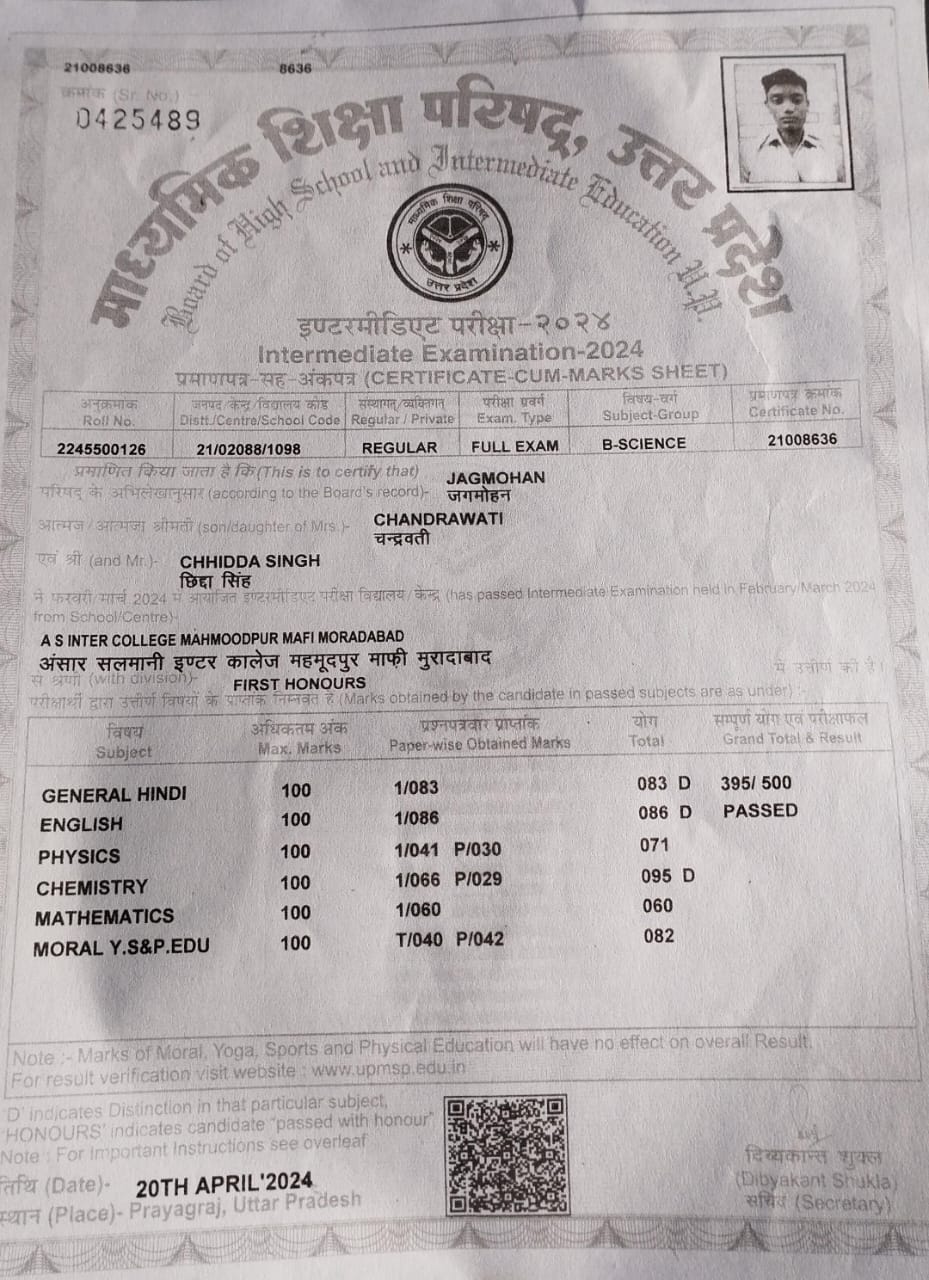 21008636 8636
क्रमांक (Sr. No.)
0425489
माध्यमिक शिक्षा परिषद्, उत्तर प्रदेश
Board of High School and Intermediate Education U.P.
माध्यमिक शिक्षा परिषद
उत्तर प्रदेश
इण्टरमीडिएट परीक्षा-२०२४
Intermediate Examination-2024
प्रमाणपत्र-सह-अंकपत्र (CERTIFICATE-CUM-MARKS SHEET)
अनुक्रमांक जनपद/केन्द्र/विद्यालय कोड संस्थागत/व्यक्तिगत परीक्षा प्रवर्ग विषय-वर्ग प्रमाणपत्र क्रमांक
Roll No. Distt./Centre/School Code Regular / Private Exam. Type Subject-Group Certificate No.
2245500126 21/02088/1098 REGULAR FULL EXAM B-SCIENCE 21008636
प्रमाणित किया जाता है कि (This is to certify that) JAGMOHAN
परिषद के अभिलेखानुसार (according to the Board's record)- जगमोहन
आत्मज/आत्मजा श्रीमती (son/daughter of Mrs.)- CHANDRAWATI
चन्द्रवती
एवं श्री (and Mr.)- CHHIDDA SINGH
छिद्दा सिंह
ने फरवरी/मार्च, 2024 में आयोजित इण्टरमीडिएट परीक्षा विद्यालय/केन्द्र (has passed Intermediate Examination held in February/March 2024
from School/Centre)-
A S INTER COLLEGE MAHMOODPUR MAFI MORADABAD
अंसार सलमानी इण्टर कालेज महमूदपुर माफी मुरादाबाद
से श्रेणी (with division)- FIRST HONOURS में उत्तीर्ण की है।
परीक्षार्थी द्वारा उत्तीर्ण विषयों के प्राप्तांक निम्नवत हैं (Marks obtained by the candidate in passed subjects are as under) :-
विषय अधिकतम अंक प्रश्नपत्रवार प्राप्तांक योग सम्पूर्ण योग एवं परीक्षाफल
Subject Max. Marks Paper-wise Obtained Marks Total Grand Total & Result
GENERAL HINDI 100 1/083 083 D 395/ 500
ENGLISH 100 1/086 086 D PASSED
PHYSICS 100 1/041 P/030 071
CHEMISTRY 100 1/066 P/029 095 D
MATHEMATICS 100 1/060 060
MORAL Y.S&P.EDU 100 T/040 P/042 082
Note :- Marks of Moral, Yoga, Sports and Physical Education will have no effect on overall Result.
For result verification visit website : www.upmsp.edu.in
'D' indicates Distinction in that particular subject,
'HONOURS' indicates candidate "passed with honour"
Note : For Important Instructions see overleaf
तिथि (Date)- 20TH APRIL'2024
स्थान (Place)- Prayagraj, Uttar Pradesh
दिव्यकान्त शुक्ल
(Dibyakant Shukla)
सचिव (Secretary)